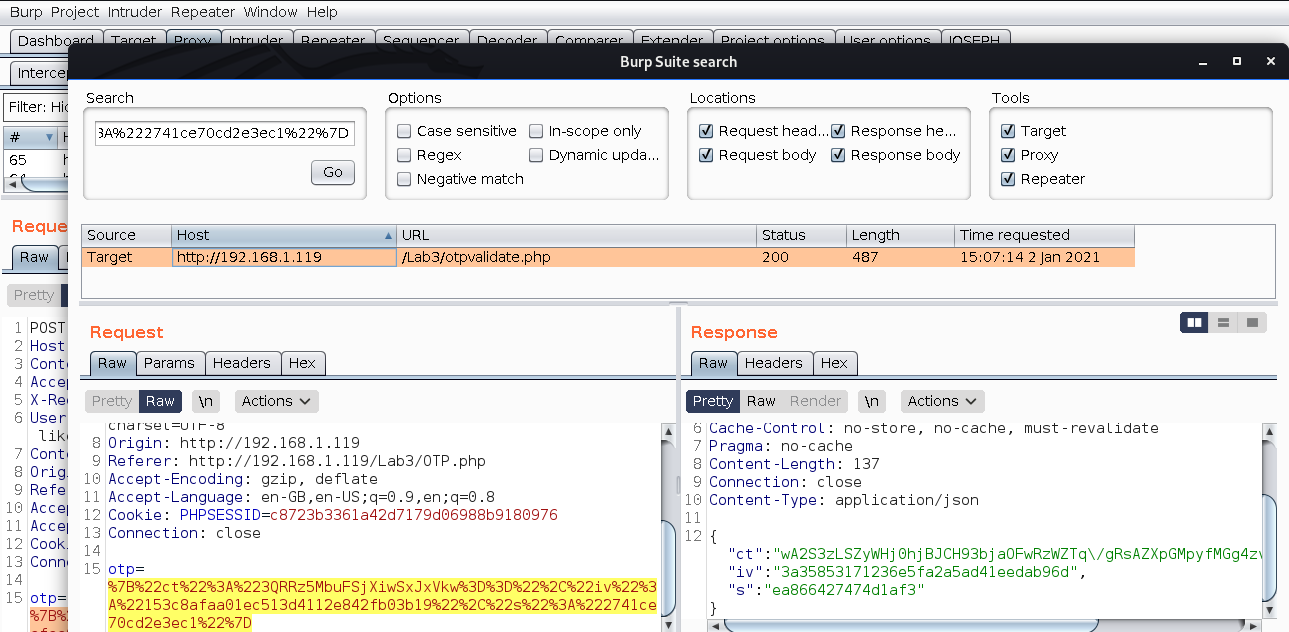 Burp Project Intruder Repeater Window Help
Dashboard Target Proxy Intruder Repeater Sequencer Decoder Comparer Extender Project options User options JOSEPH
Burp Suite search
Interce
Filter: Hi
#
65
Search
3A%222741ce70cd2e3ec1%22%7D
Go
Options
Case sensitive In-scope only
Regex Dynamic upda...
Negative match
Locations
Request head... Response he...
Request body Response body
Tools
Target
Proxy
Repeater
Source Host URL Status Length Time requested
Target http://192.168.1.119 /Lab3/otpvalidate.php 200 487 15:07:14 2 Jan 2021
Reque
Raw
Pretty
1 POST
2 Host
3 Conte
4 Acce
5 X-Re
6 User
lik
7 Cont
8 Orig
9 Refe
10 Acce
11 Acce
12 Cook
13 Conn
14
15 otp=
%7B%
Request
Raw Params Headers Hex
Pretty Raw \n Actions
charset=UTF-8
8 Origin: http://192.168.1.119
9 Referer: http://192.168.1.119/Lab3/OTP.php
10 Accept-Encoding: gzip, deflate
11 Accept-Language: en-GB,en-US;q=0.9,en;q=0.8
12 Cookie: PHPSESSID=c8723b3361a42d7179d06988b9180976
13 Connection: close
14
15 otp=
%7B%22ct%22%3A%223QRRz5MbuFSjXiwSxJxVkw%3D%3D%22%2C%22iv%22%3
A%22153c8afaa01ec513d4112e842fb03b19%22%2C%22s%22%3A%222741ce
70cd2e3ec1%22%7D
Response
Raw Headers Hex
Pretty Raw Render \n Actions
6 Cache-Control: no-store, no-cache, must-revalidate
7 Pragma: no-cache
8 Content-Length: 137
9 Connection: close
10 Content-Type: application/json
11
12 {
"ct":"wA2S3zLSZyWHj0hjBJCH93bjaOFwRzWZTq\/gRsAZXpGMpyfMGg4zv
"iv":"3a35853171236e5fa2a5ad41eedab96d",
"s":"ea866427474d1af3"
}